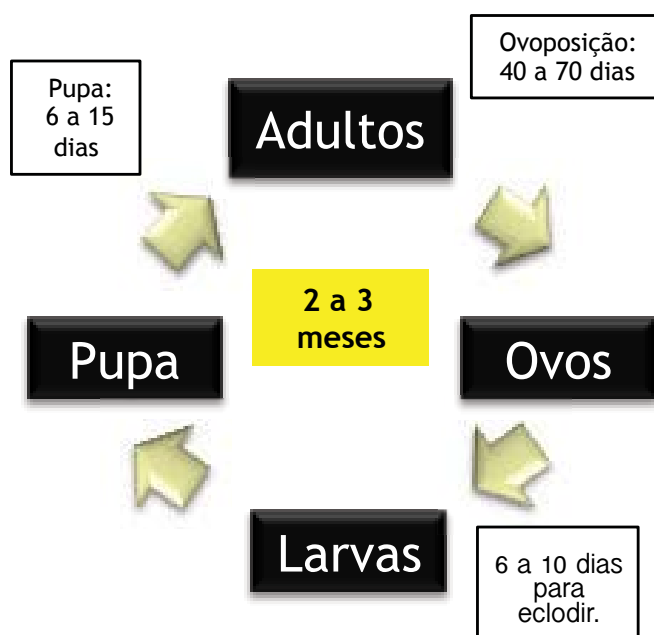 Ovoposição:
40 a 70 dias
Pupa:
6 a 15
dias
Adultos
2 a 3
meses
Pupa
Ovos
Larvas
6 a 10 dias
para
eclodir.